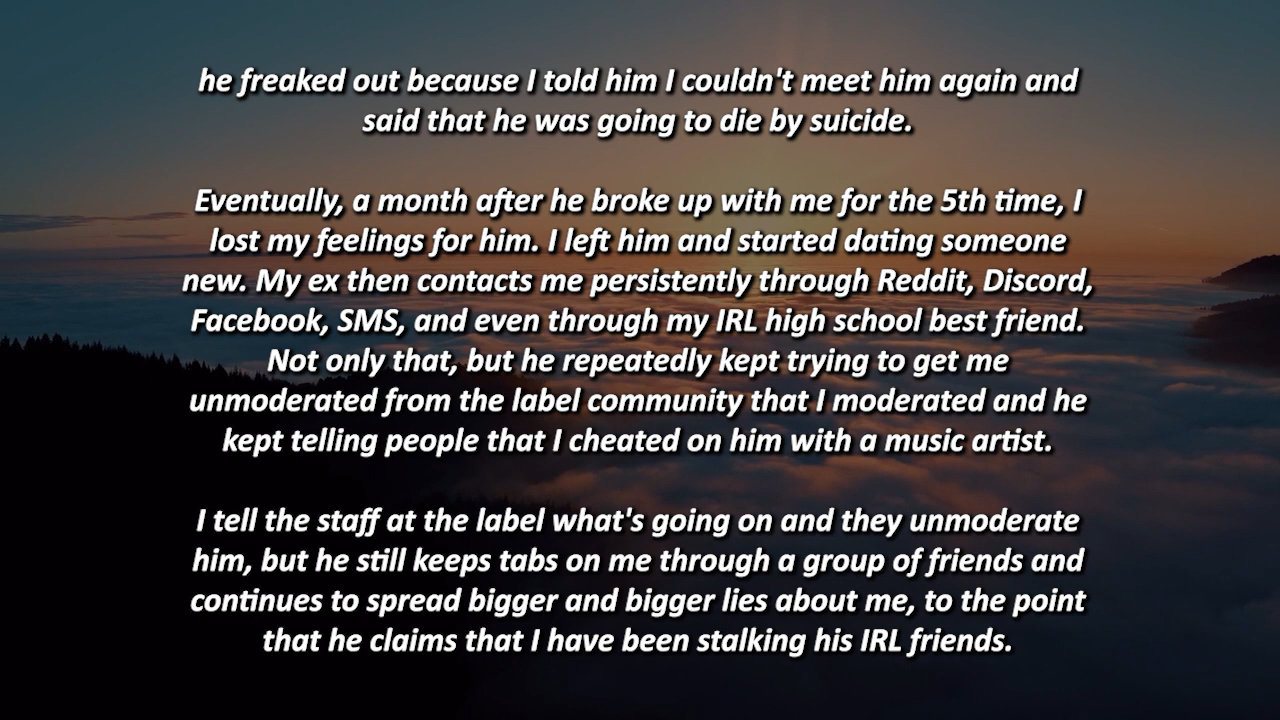 he freaked out because I told him I couldn't meet him again and
said that he was going to die by suicide.
Eventually, a month after he broke up with me for the 5th time, I
lost my feelings for him. I left him and started dating someone
new. My ex then contacts me persistently through Reddit, Discord,
Facebook, SMS, and even through my IRL high school best friend.
Not only that, but he repeatedly kept trying to get me
unmoderated from the label community that I moderated and he
kept telling people that I cheated on him with a music artist.
I tell the staff at the label what's going on and they unmoderate
him, but he still keeps tabs on me through a group of friends and
continues to spread bigger and bigger lies about me, to the point
that he claims that I have been stalking his IRL friends.